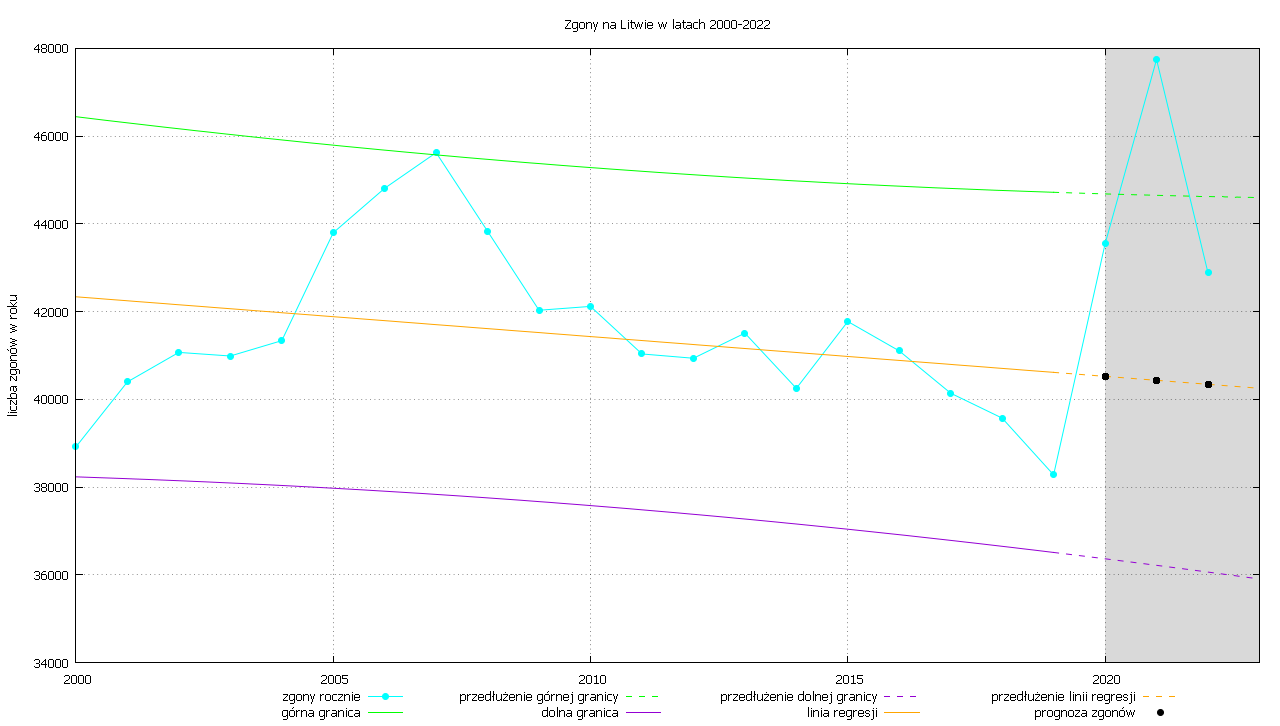 Zgony na Litwie w latach 2000-2022
48000
46000
44000
42000
40000
38000
36000
34000
liczba zgonów w roku
2000 2005 2010 2015 2020
zgony rocznie przedłużenie górnej granicy przedłużenie dolnej granicy przedłużenie linii regresji
górna granica dolna granica linia regresji prognoza zgonów